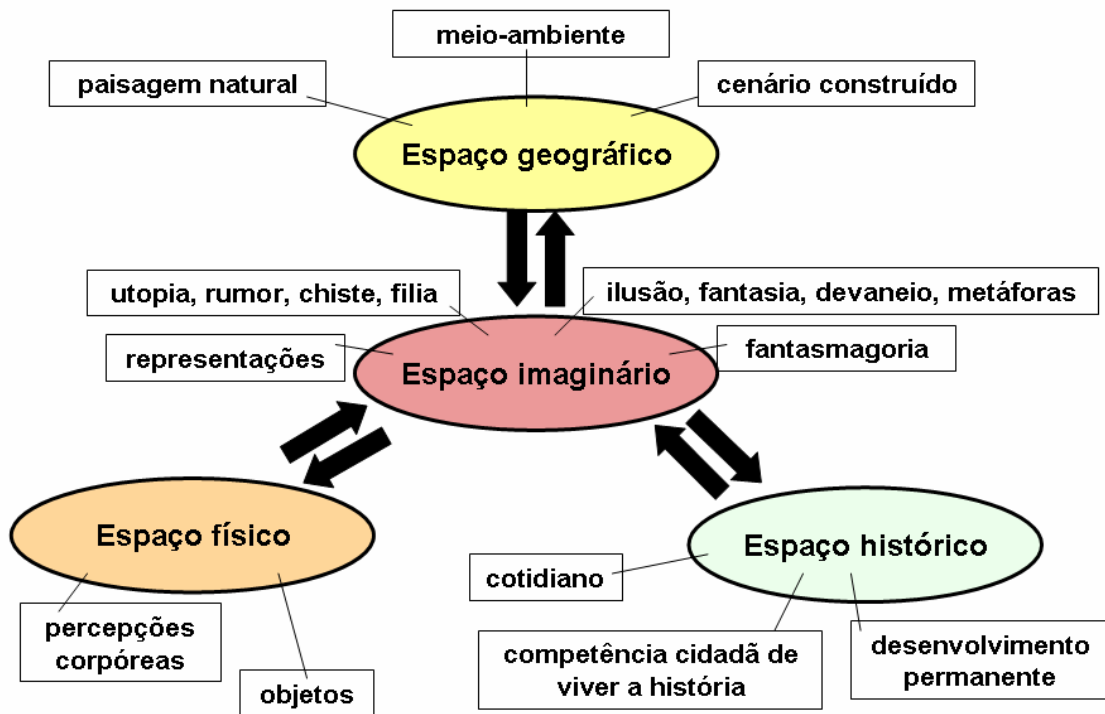 meio-ambiente
paisagem natural
cenário construído
Espaço geográfico
utopia, rumor, chiste, filia
ilusão, fantasia, devaneio, metáforas
representações
fantasmagoria
Espaço imaginário
Espaço físico
Espaço histórico
cotidiano
percepções
corpóreas
objetos
competência cidadã de
viver a história
desenvolvimento
permanente